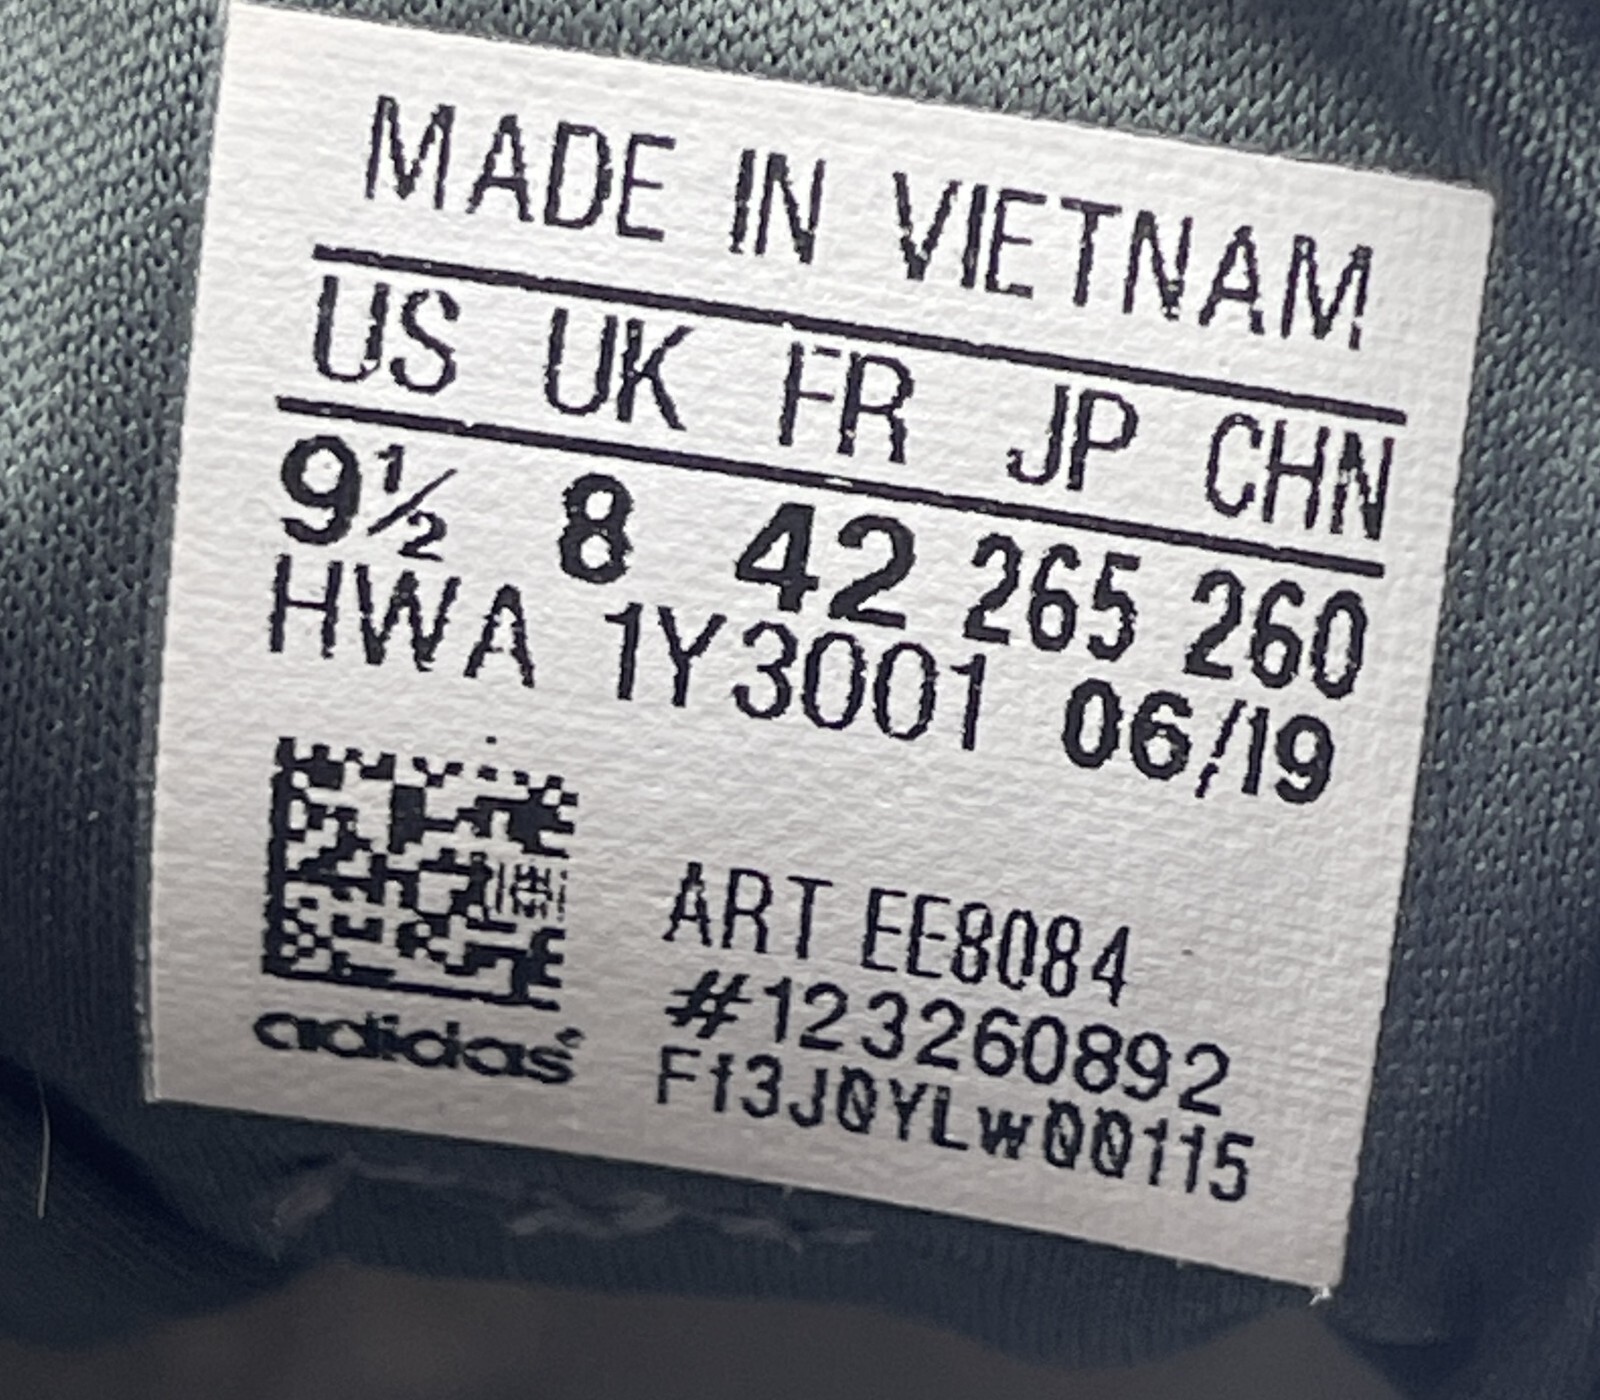 MADE IN VIETNAM
US UK FR JP CHN
9½ 8 42 265 260
HWA 1Y3001 06/19
ART EE8084
#123260892
Ff3J0YLw00115
adidas